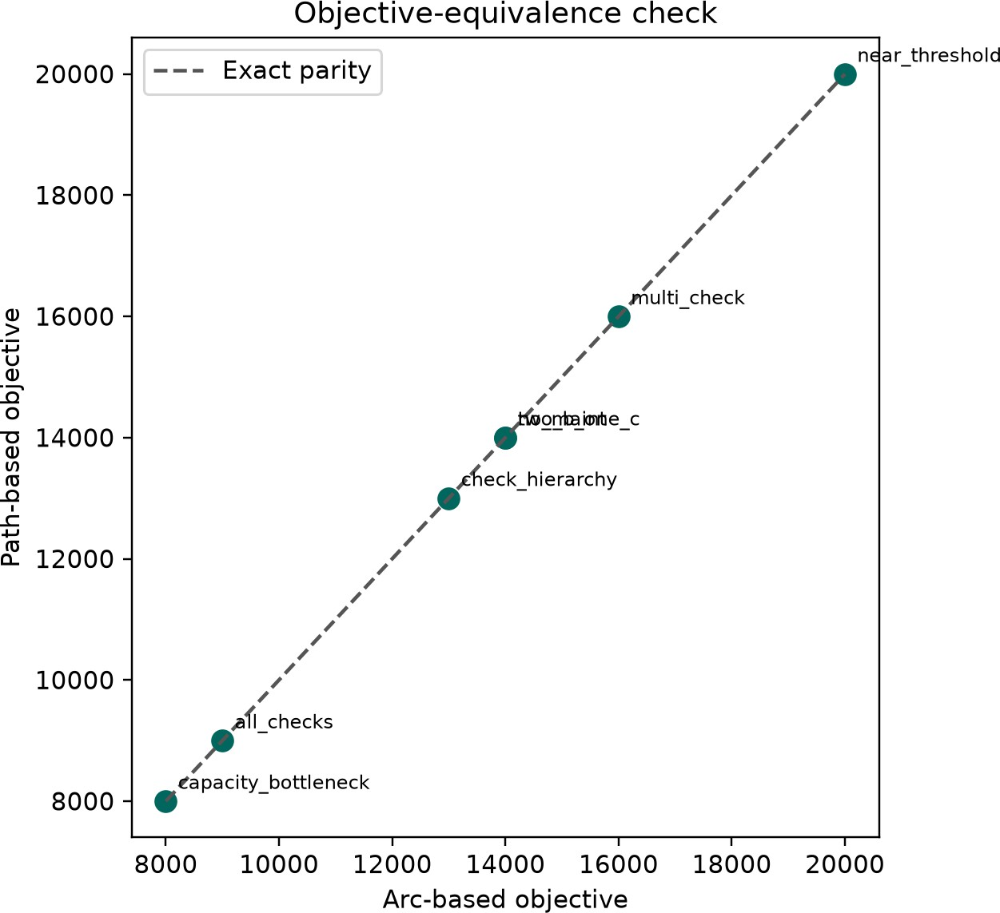 Objective-equivalence check
Exact parity
near_threshold
multi_check
check_hierarchy
all_checks
capacity_bottleneck
20000
18000
16000
14000
12000
10000
8000
Path-based objective
8000
10000
12000
14000
16000
18000
20000
Arc-based objective